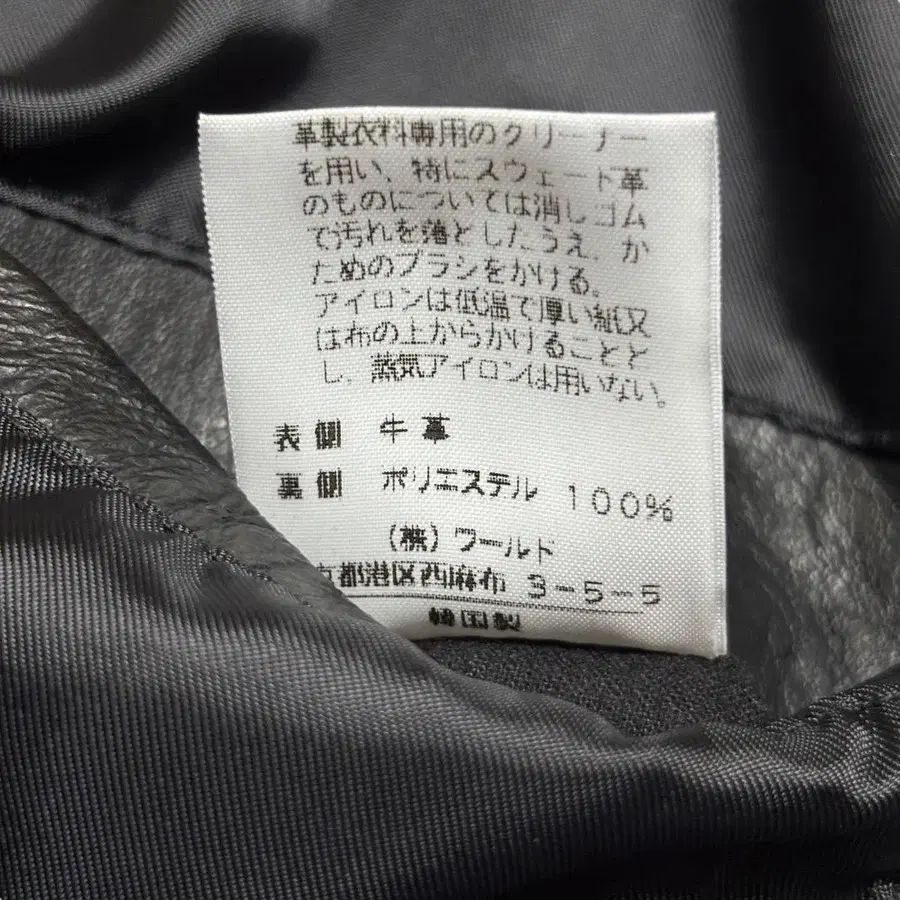 革製衣料専用のクリーナー
を用い、特にスウェード革
のものについては消しゴム
で汚れを落としたうえ、か
ためのブラシをかける。
アイロンは低温で厚い紙又
は布の上からかけることと
し、蒸気アイロンは用いない。
表側 牛革
裏側 ポリエステル 100%
(株)ワールド
京都港区西麻布 3-5-5
韓国製